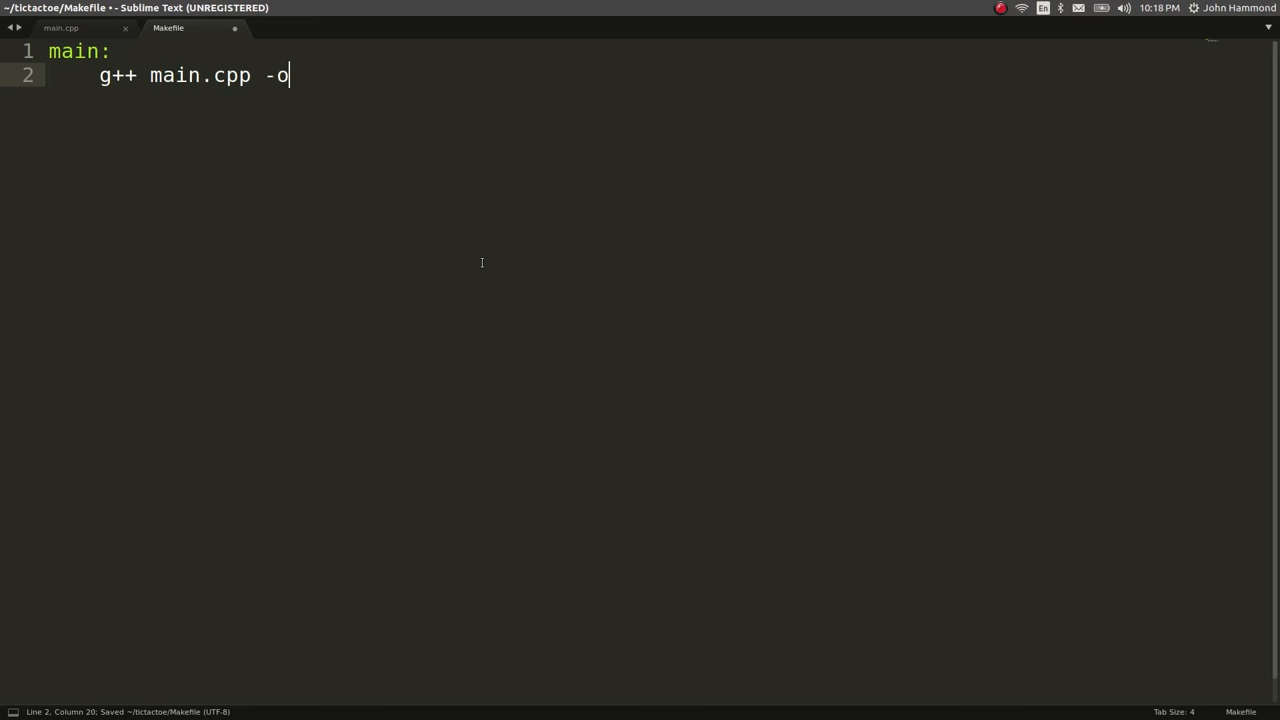 ~/tictactoe/Makefile • - Sublime Text (UNREGISTERED)
En
10:18 PM
John Hammond
main.cpp
Makefile
1 main:
2 g++ main.cpp -o
Line 2, Column 20; Saved ~/tictactoe/Makefile (UTF-8)
Tab Size: 4
Makefile